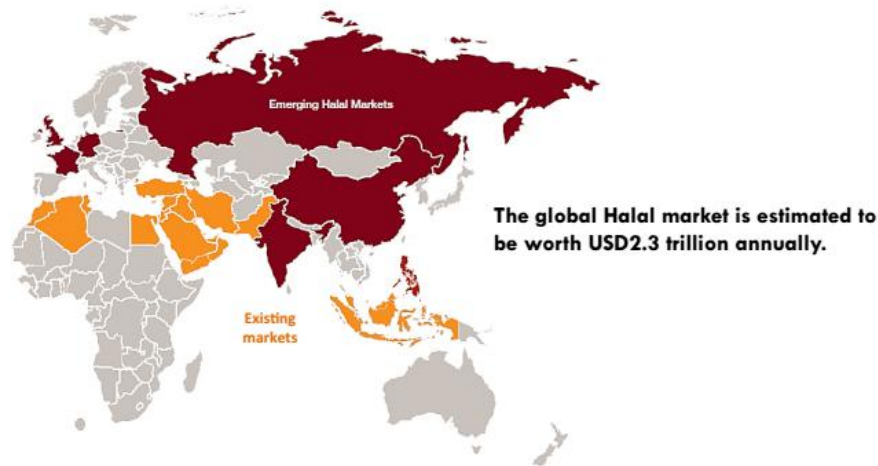 Emerging Halal Markets
The global Halal market is estimated to
be worth USD2.3 trillion annually.
Existing
markets